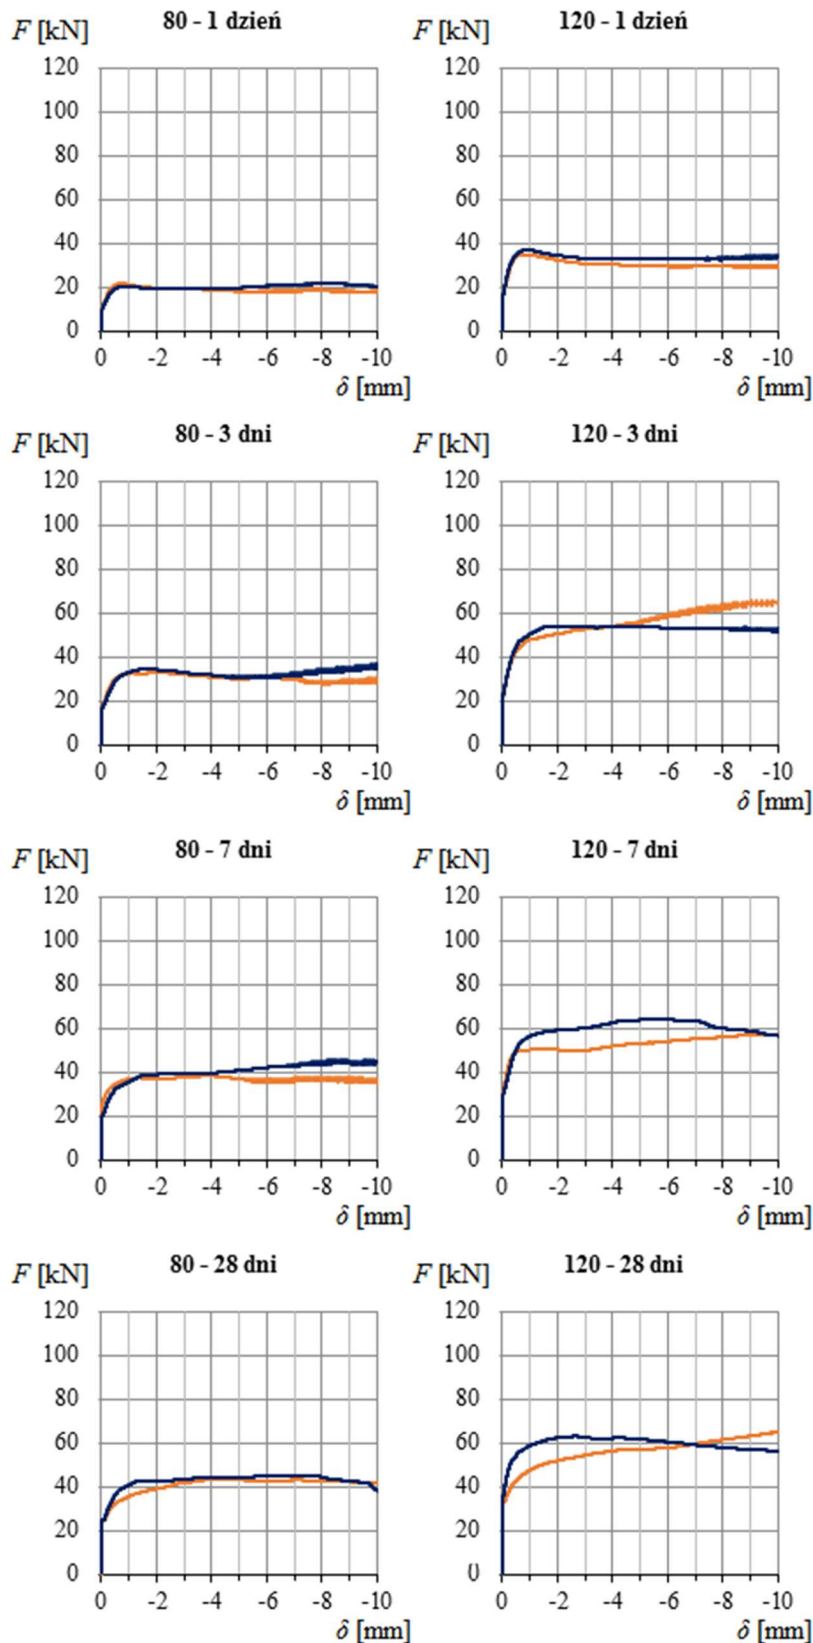 80 - 1 dzień
F [kN]
120
100
80
60
40
20
0
0 -2 -4 -6 -8 -10
δ [mm]
120 - 1 dzień
F [kN]
120
100
80
60
40
20
0
0 -2 -4 -6 -8 -10
δ [mm]
80 - 3 dni
F [kN]
120
100
80
60
40
20
0
0 -2 -4 -6 -8 -10
δ [mm]
120 - 3 dni
F [kN]
120
100
80
60
40
20
0
0 -2 -4 -6 -8 -10
δ [mm]
80 - 7 dni
F [kN]
120
100
80
60
40
20
0
0 -2 -4 -6 -8 -10
δ [mm]
120 - 7 dni
F [kN]
120
100
80
60
40
20
0
0 -2 -4 -6 -8 -10
δ [mm]
80 - 28 dni
F [kN]
120
100
80
60
40
20
0
0 -2 -4 -6 -8 -10
δ [mm]
120 - 28 dni
F [kN]
120
100
80
60
40
20
0
0 -2 -4 -6 -8 -10
δ [mm]